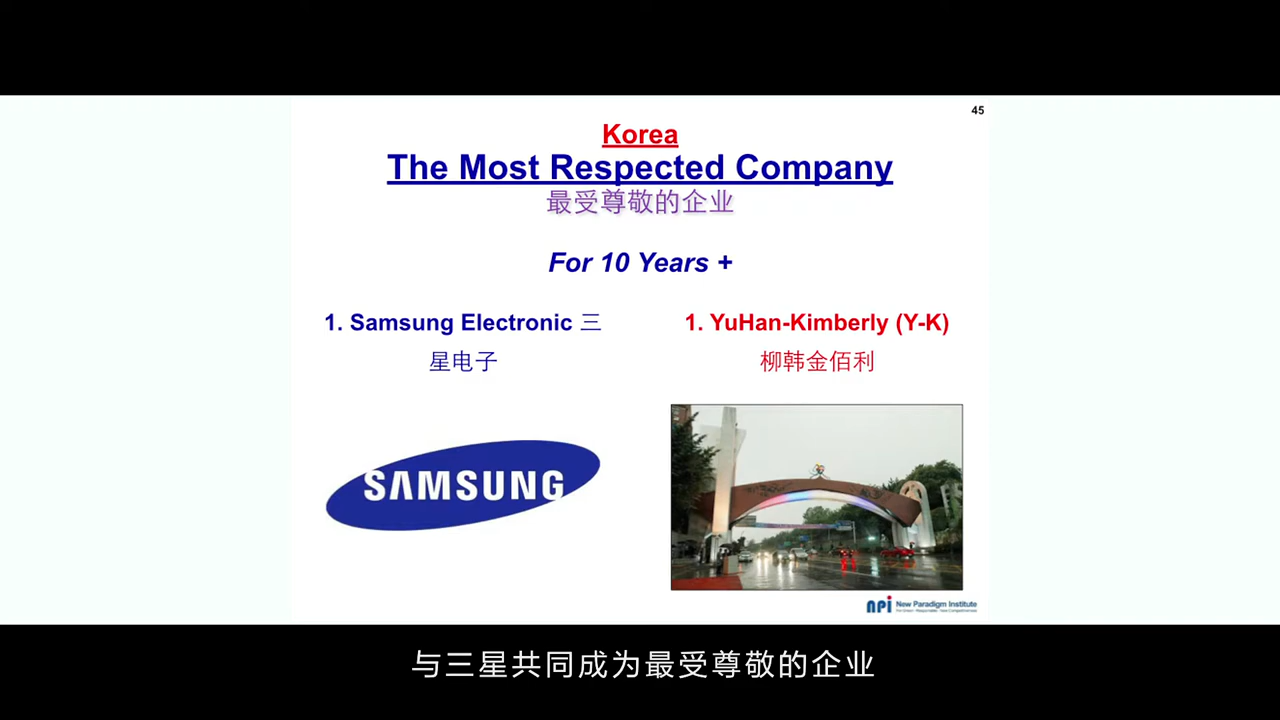 45
Korea
The Most Respected Company
最受尊敬的企业
For 10 Years +
1. Samsung Electronic 三
星电子
1. YuHan-Kimberly (Y-K)
柳韩金佰利
SAMSUNG
npi New Paradigm Institute
与三星共同成为最受尊敬的企业